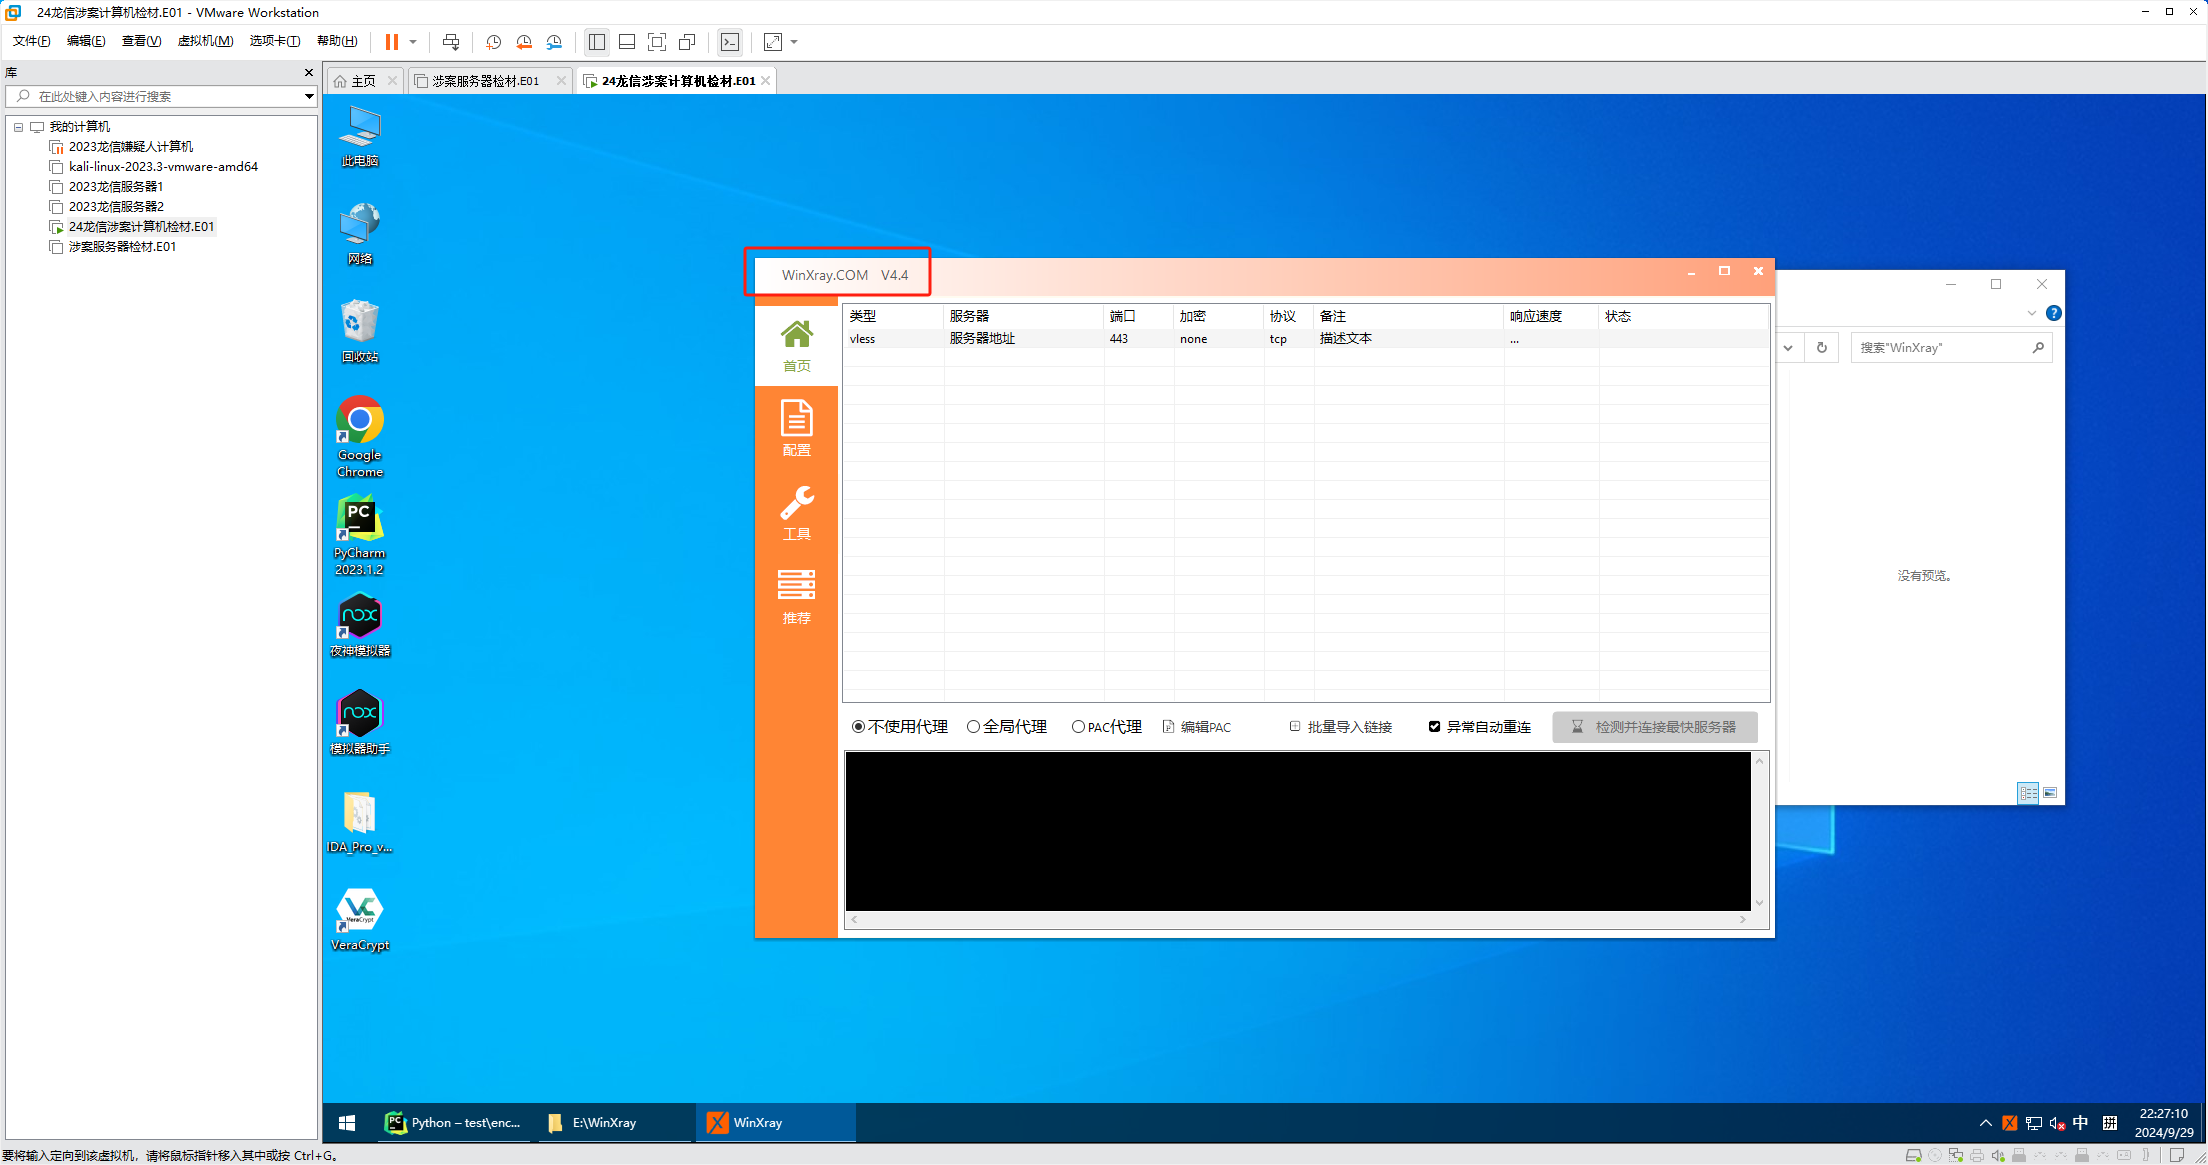 24龙信涉案计算机检材.E01 - VMware Workstation
文件(F) 编辑(E) 查看(V) 虚拟机(M) 选项卡(T) 帮助(H)
库
在此处键入内容进行搜索
我的计算机
2023龙信嫌疑人计算机
kali-linux-2023.3-vmware-amd64
2023龙信服务器1
2023龙信服务器2
24龙信涉案计算机检材.E01
涉案服务器检材.E01
主页 涉案服务器检材.E01 24龙信涉案计算机检材.E01
此电脑
网络
回收站
Google
Chrome
PC
PyCharm
2023.1.2
nox
夜神模拟器
nox
模拟器助手
IDA_Pro_v...
VeraCrypt
VeraCrypt
WinXray.COM V4.4
首页
配置
工具
推荐
类型 服务器 端口 加密 协议 备注 响应速度 状态
vless 服务器地址 443 none tcp 描述文本 ...
不使用代理 全局代理 PAC代理 编辑PAC 批量导入链接 异常自动重连 检测并连接最快服务器
搜索"WinXray"
没有预览。
Python – test\enc... E:\WinXray WinXray
中 拼
22:27:10
2024/9/29
要将输入定向到该虚拟机，请将鼠标指针移入其中或按 Ctrl+G。